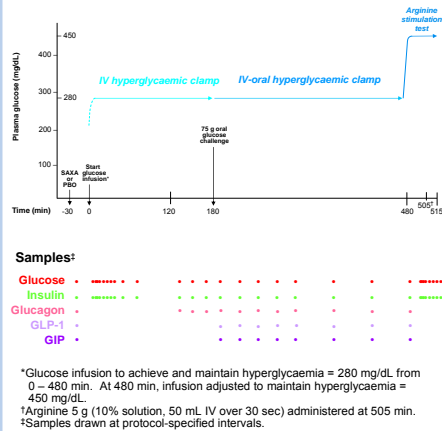 Arginine
stimulation
test
Plasma glucose (mg/dL)
450
400
300
280
200
100
IV hyperglycaemic clamp
IV-oral hyperglycaemic clamp
75 g oral
glucose
challenge
SAXA
or
PBO
Start
glucose
infusion*
Time (min)
-30 0 120 180 480 505† 515
Samples‡
Glucose
Insulin
Glucagon
GLP-1
GIP
*Glucose infusion to achieve and maintain hyperglycaemia = 280 mg/dL from
0 – 480 min. At 480 min, infusion adjusted to maintain hyperglycaemia =
450 mg/dL.
†Arginine 5 g (10% solution, 50 mL IV over 30 sec) administered at 505 min.
‡Samples drawn at protocol-specified intervals.